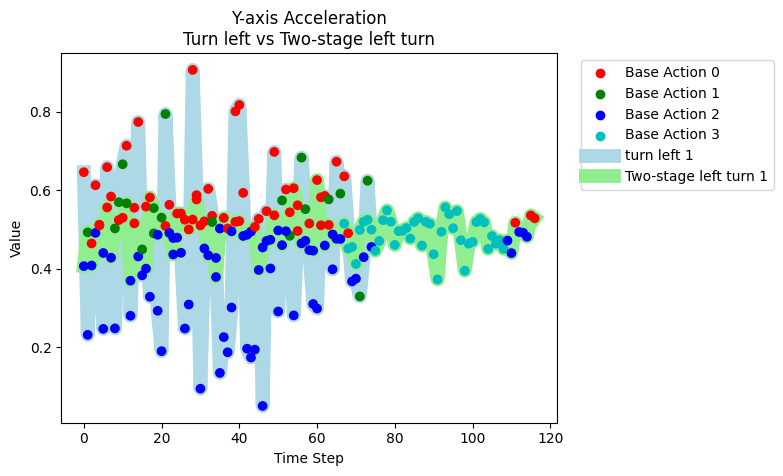 Y-axis Acceleration
Turn left vs Two-stage left turn
Value
0.8
0.6
0.4
0.2
0
20
40
60
80
100
120
Time Step
Base Action 0
Base Action 1
Base Action 2
Base Action 3
turn left 1
Two-stage left turn 1